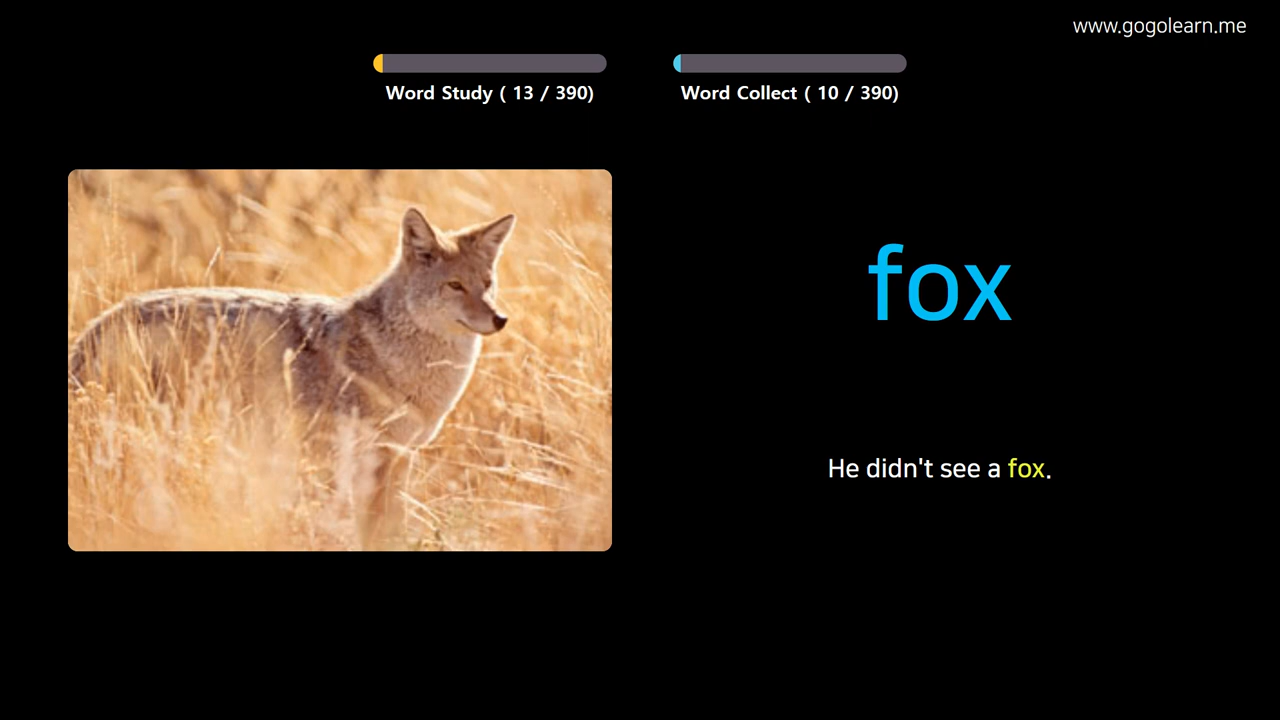 www.gogolearn.me
Word Study ( 13 / 390)
Word Collect ( 10 / 390)
fox
He didn't see a fox.